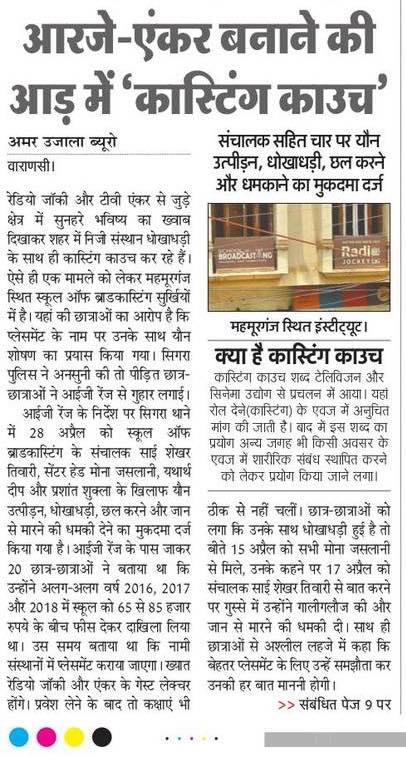 आरजे-एंकर बनाने की
आड़ में ‘कास्टिंग काउच’
अमर उजाला ब्यूरो
वाराणसी।
रेडियो जॉकी और टीवी एंकर से जुड़े
क्षेत्र में सुनहरे भविष्य का ख्वाब
दिखाकर शहर में निजी संस्थान धोखाधड़ी
के साथ ही कास्टिंग काउच कर रहे हैं।
ऐसे ही एक मामले को लेकर महमूरगंज
स्थित स्कूल ऑफ ब्राडकास्टिंग सुर्खियों
में है। यहां की छात्राओं का आरोप है कि
प्लेसमेंट के नाम पर उनके साथ यौन
शोषण का प्रयास किया गया। सिगरा
पुलिस ने अनसुनी की तो पीड़ित छात्र-
छात्राओं ने आईजी रेंज से गुहार लगाई।
आईजी रेंज के निर्देश पर सिगरा थाने
में 28 अप्रैल को स्कूल ऑफ
ब्राडकास्टिंग के संचालक साई शेखर
तिवारी, सेंटर हेड मोना जसलानी, यथार्थ
दीप और प्रशांत शुक्ला के खिलाफ यौन
उत्पीड़न, धोखाधड़ी, छल करने और जान
से मारने की धमकी देने का मुकदमा दर्ज
किया गया है। आईजी रेंज के पास जाकर
20 छात्र-छात्राओं ने बताया था कि
उन्होंने अलग-अलग वर्ष 2016, 2017
और 2018 में स्कूल को 65 से 85 हजार
रुपये के बीच फीस देकर दाखिला लिया
था। उस समय बताया था कि नामी
संस्थानों में प्लेसमेंट कराया जाएगा। ख्यात
रेडियो जॉकी और एंकर के गेस्ट लेक्चर
होंगे। प्रवेश लेने के बाद तो कक्षाएं भी
संचालक सहित चार पर यौन
उत्पीड़न, धोखाधड़ी, छल करने
और धमकाने का मुकदमा दर्ज
SCHOOL OF
BROADCASTING
Radio
JOCKEY
महमूरगंज स्थित इंस्टीट्यूट।
क्या है कास्टिंग काउच
कास्टिंग काउच शब्द टेलिविजन और
सिनेमा उद्योग से प्रचलन में आया। यहां
रोल देने(कास्टिंग) के एवज में अनुचित
मांग की जाती है। बाद में इस शब्द का
प्रयोग अन्य जगह भी किसी अवसर के
एवज में शारीरिक संबंध स्थापित करने
को लेकर प्रयोग किया जाने लगा।
ठीक से नहीं चलीं। छात्र-छात्राओं को
लगा कि उनके साथ धोखाधड़ी हुई है तो
बीते 15 अप्रैल को सभी मोना जसलानी
से मिले, उनके कहने पर 17 अप्रैल को
संचालक साई शेखर तिवारी से बात करने
पर गुस्से में उन्होंने गालीगलौज की और
जान से मारने की धमकी दी। साथ ही
छात्राओं से अश्लील लहजे में कहा कि
बेहतर प्लेसमेंट के लिए उन्हें समझौता कर
उनकी हर बात माननी होगी।
>> संबंधित पेज 9 पर